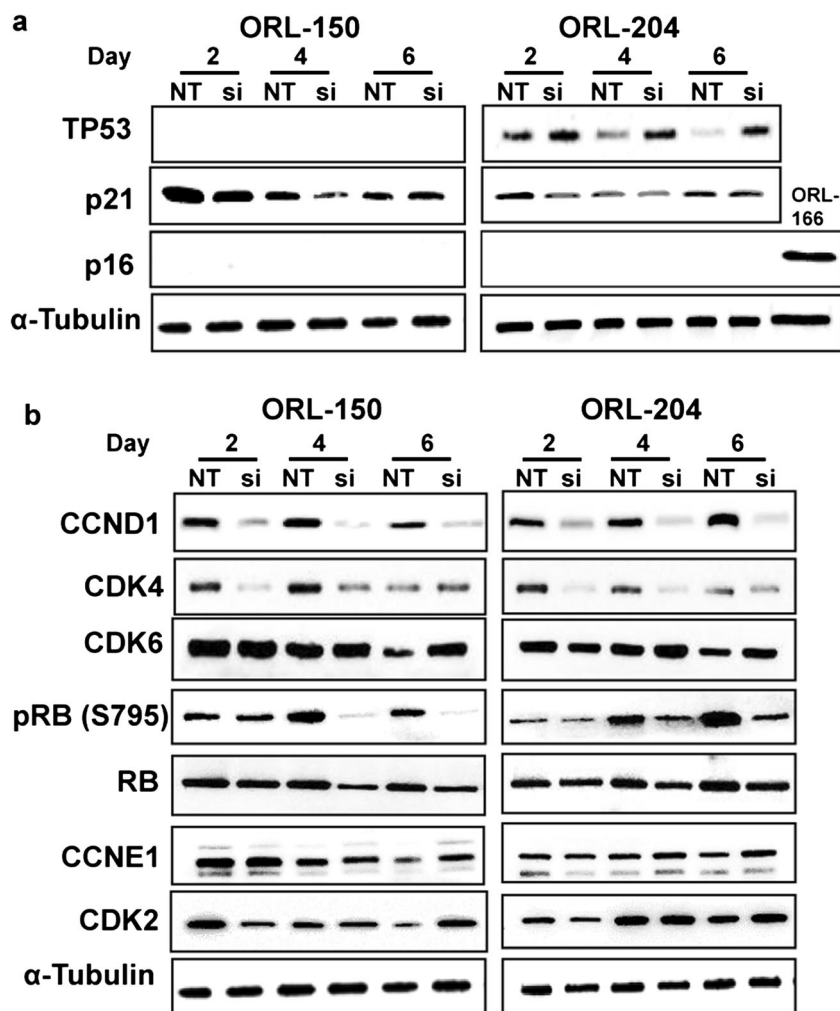 a
ORL-150 ORL-204
Day 2 4 6 2 4 6
NT si NT si NT si NT si NT si NT si
TP53
p21
ORL-
166
p16
α-Tubulin
b
ORL-150 ORL-204
Day 2 4 6 2 4 6
NT si NT si NT si NT si NT si NT si
CCND1
CDK4
CDK6
pRB (S795)
RB
CCNE1
CDK2
α-Tubulin